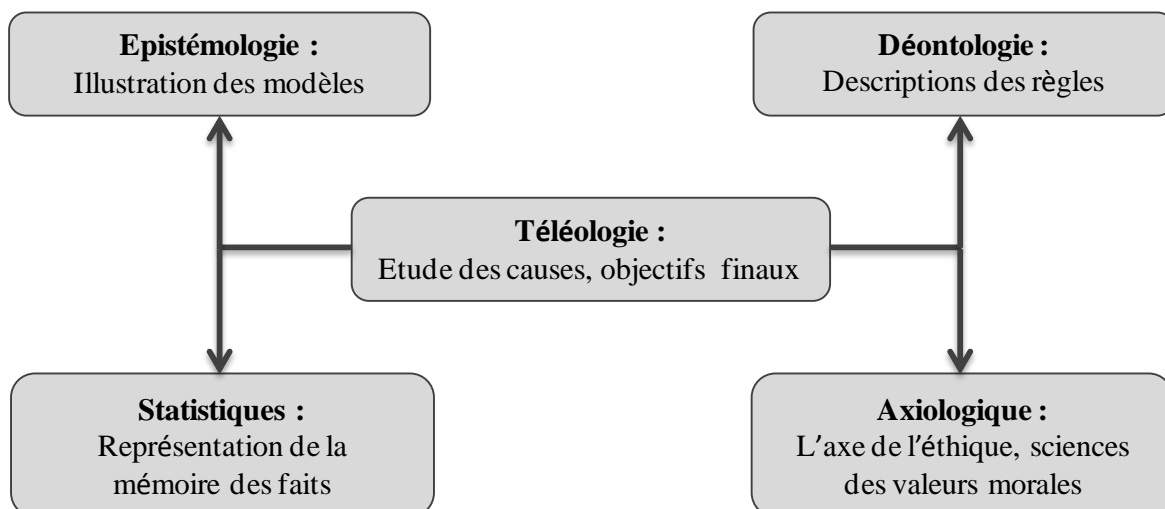 Epistémologie :
Illustration des modèles
Déontologie :
Descriptions des règles
Téléologie :
Etude des causes, objectifs finaux
Statistiques :
Représentation de la
mémoire des faits
Axiologique :
L’axe de l’éthique, sciences
des valeurs morales